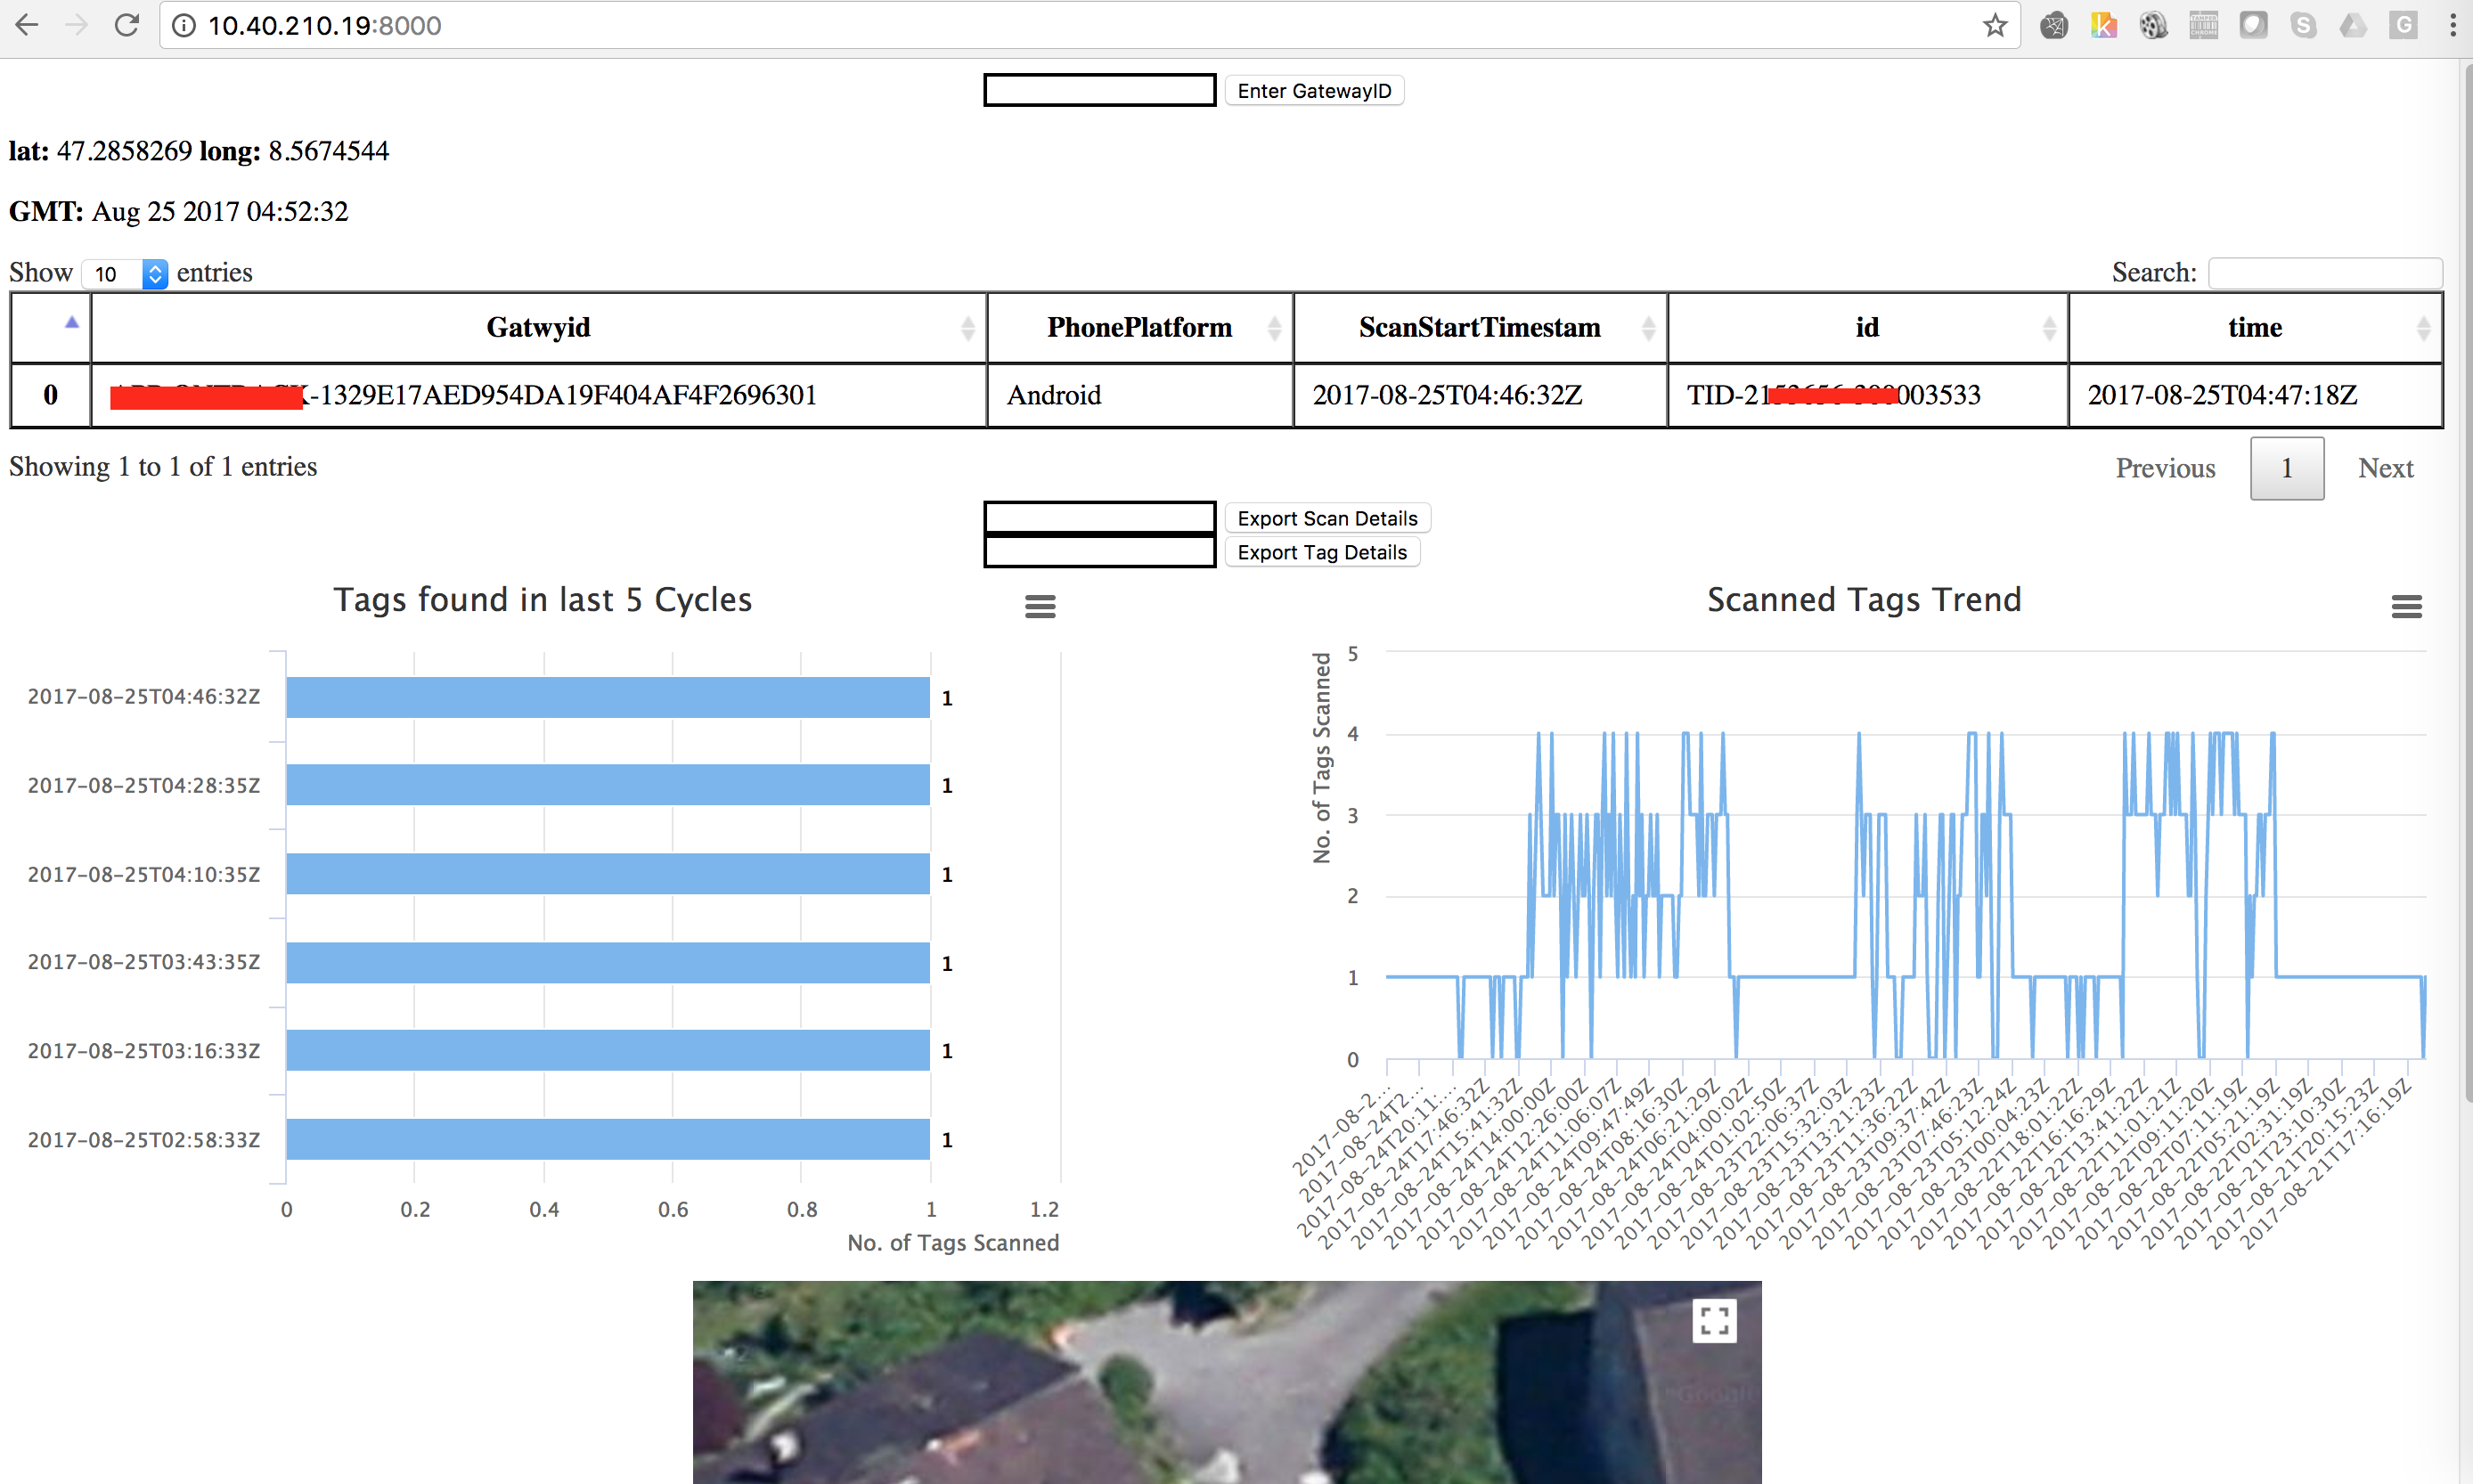 10.40.210.19:8000
Enter GatewayID
lat: 47.2858269 long: 8.5674544
GMT: Aug 25 2017 04:52:32
Show 10 entries Search:
Gatwyid PhonePlatform ScanStartTimestam id time
0 -1329E17AED954DA19F404AF4F2696301 Android 2017-08-25T04:46:32Z TID-21 003533 2017-08-25T04:47:18Z
Showing 1 to 1 of 1 entries Previous 1 Next
Export Scan Details
Export Tag Details
Tags found in last 5 Cycles
2017-08-25T04:46:32Z 1
2017-08-25T04:28:35Z 1
2017-08-25T04:10:35Z 1
2017-08-25T03:43:35Z 1
2017-08-25T03:16:33Z 1
2017-08-25T02:58:33Z 1
0 0.2 0.4 0.6 0.8 1 1.2
No. of Tags Scanned
Scanned Tags Trend
No. of Tags Scanned
5
4
3
2
1
0
2017-08-2...
2017-08-24T2...
2017-08-24T20:11:...
2017-08-24T17:46:32Z
2017-08-24T15:41:32Z
2017-08-24T14:00:00Z
2017-08-24T12:26:00Z
2017-08-24T11:06:07Z
2017-08-24T09:47:49Z
2017-08-24T08:16:30Z
2017-08-24T06:21:29Z
2017-08-24T04:00:02Z
2017-08-24T01:02:50Z
2017-08-23T22:06:37Z
2017-08-23T15:32:03Z
2017-08-23T13:21:23Z
2017-08-23T11:36:22Z
2017-08-23T09:37:42Z
2017-08-23T07:46:23Z
2017-08-23T05:12:24Z
2017-08-23T00:04:23Z
2017-08-22T18:01:22Z
2017-08-22T16:16:29Z
2017-08-22T13:41:22Z
2017-08-22T11:01:21Z
2017-08-22T09:11:20Z
2017-08-22T07:11:19Z
2017-08-22T05:21:19Z
2017-08-22T02:31:19Z
2017-08-21T23:10:30Z
2017-08-21T20:15:23Z
2017-08-21T17:16:19Z